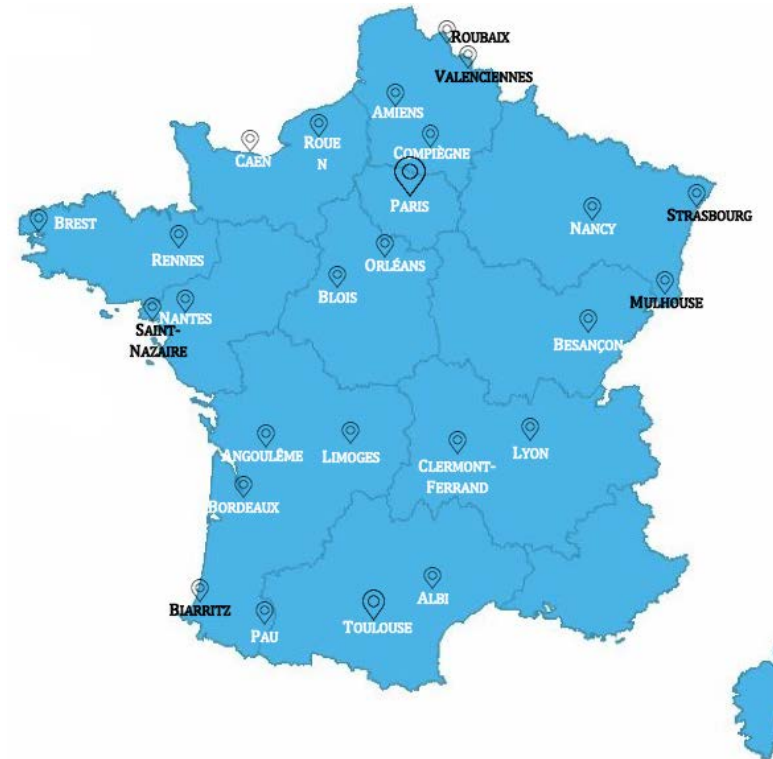 Roubaix
Valenciennes
Amiens
Roue
n
Caen
Compiègne
Paris
Strasbourg
Nancy
Brest
Rennes
Orléans
Blois
Mulhouse
Nantes
Saint-
Nazaire
Besançon
Angoulême
Limoges
Lyon
Clermont-
Ferrand
Bordeaux
Biarritz
Albi
Toulouse
Pau